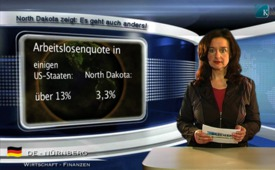 North Dakota zeigt: Es geht auch anders!
Arbeitslosenquote in
einigen
US-Staaten: North Dakota:
über 13% 3,3%
DE - NÜRNBERG
WIRTSCHAFT - FINANZEN